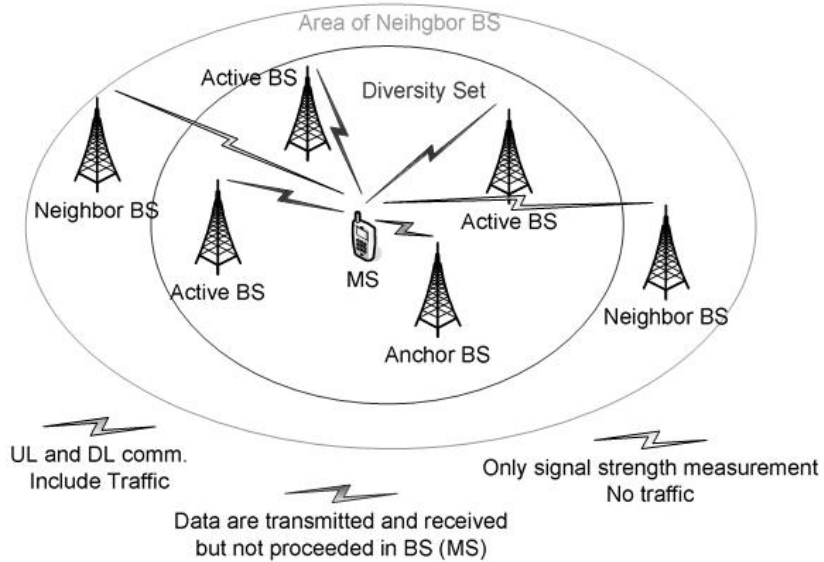 Area of Neihgbor BS
Active BS
Diversity Set
Neighbor BS
Active BS
Active BS
MS
Neighbor BS
Anchor BS
UL and DL comm.
Include Traffic
Only signal strength measurement
No traffic
Data are transmitted and received
but not proceeded in BS (MS)